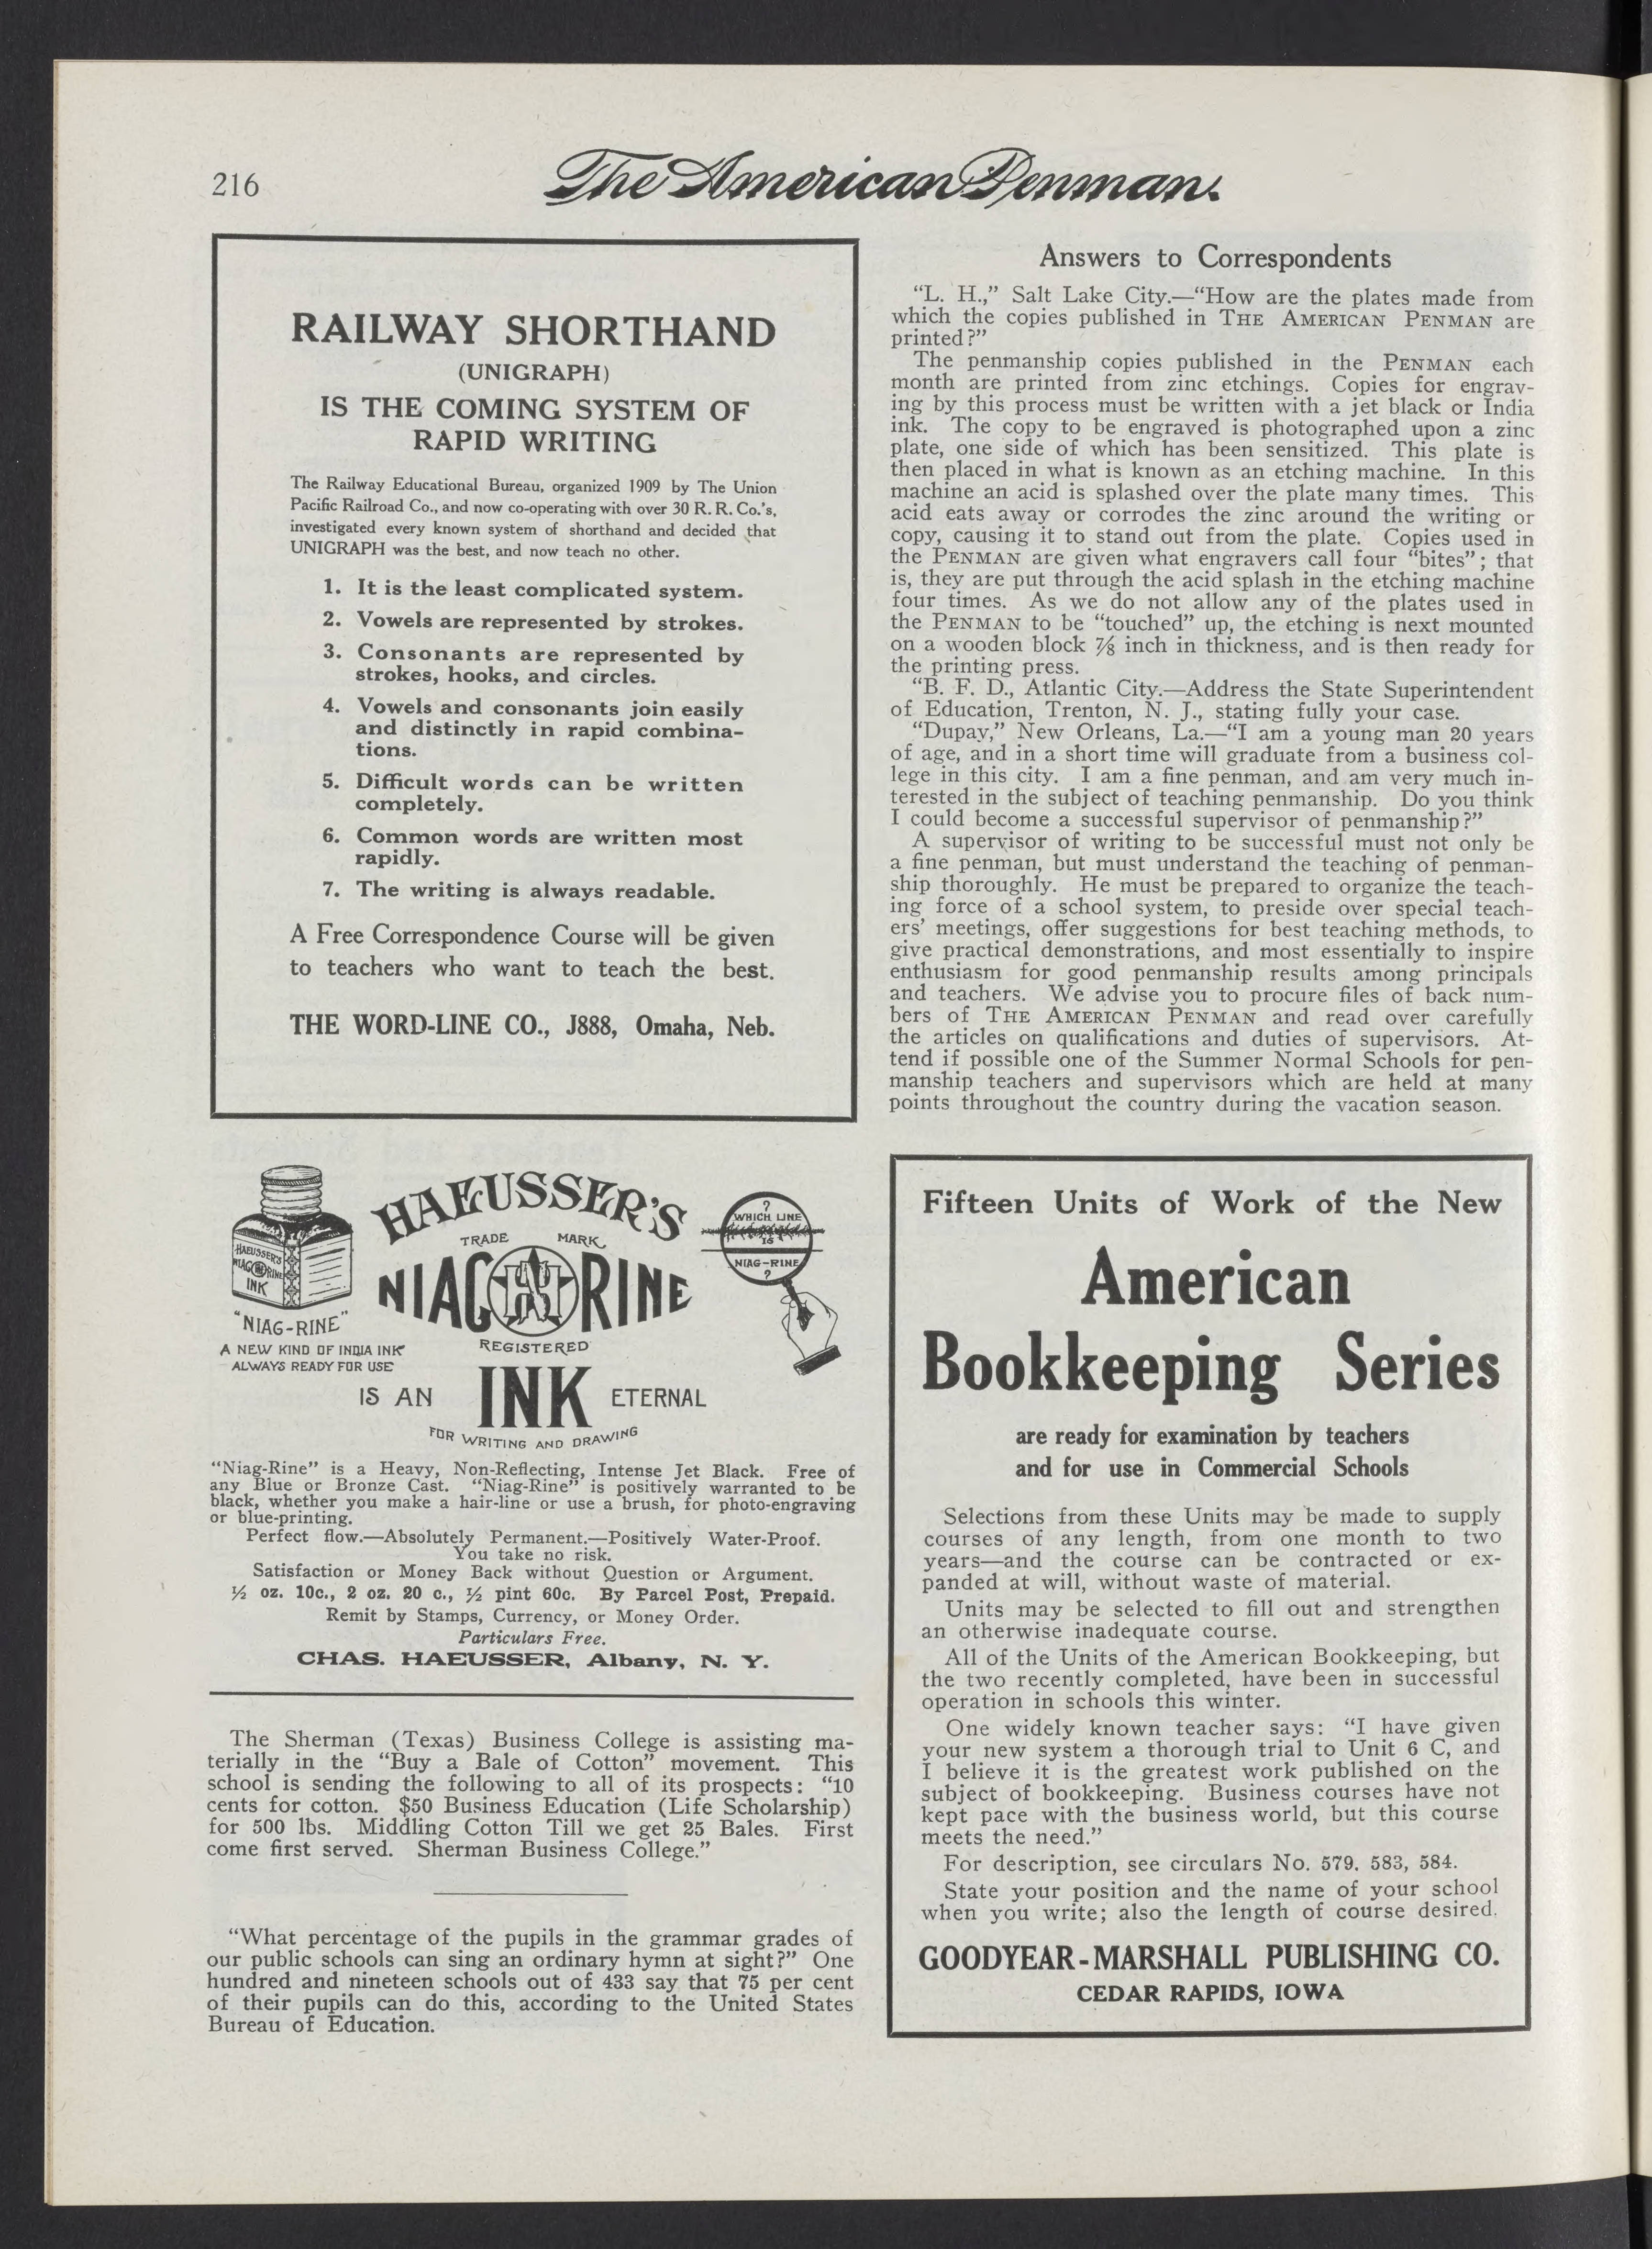 216
The American Penman.
RAILWAY SHORTHAND
(UNIGRAPH)
IS THE COMING SYSTEM OF
RAPID WRITING
The Railway Educational Bureau, organized 1909 by The Union
Pacific Railroad Co., and now co-operating with over 30 R. R. Co.'s,
investigated every known system of shorthand and decided that
UNIGRAPH was the best, and now teach no other.
1. It is the least complicated system.
2. Vowels are represented by strokes.
3. Consonants are represented by
strokes, hooks, and circles.
4. Vowels and consonants join easily
and distinctly in rapid combina-
tions.
5. Difficult words can be written
completely.
6. Common words are written most
rapidly.
7. The writing is always readable.
A Free Correspondence Course will be given
to teachers who want to teach the best.
THE WORD-LINE CO., J888, Omaha, Neb.
HAEUSSER'S
NIAG-RINE
INK
"NIAG-RINE"
A NEW KIND OF INDIA INK
ALWAYS READY FOR USE
HAEUSSER'S
TRADE MARK
NIAG RINE
REGISTERED
IS AN INK ETERNAL
FOR WRITING AND DRAWING
?
WHICH LINE
IS
NIAG-RINE
?
"Niag-Rine" is a Heavy, Non-Reflecting, Intense Jet Black. Free of
any Blue or Bronze Cast. "Niag-Rine" is positively warranted to be
black, whether you make a hair-line or use a brush, for photo-engraving
or blue-printing.
Perfect flow.—Absolutely Permanent.—Positively Water-Proof.
You take no risk.
Satisfaction or Money Back without Question or Argument.
½ oz. 10c., 2 oz. 20 c., ½ pint 60c. By Parcel Post, Prepaid.
Remit by Stamps, Currency, or Money Order.
Particulars Free.
CHAS. HAEUSSER, Albany, N. Y.
The Sherman (Texas) Business College is assisting ma-
terially in the "Buy a Bale of Cotton" movement. This
school is sending the following to all of its prospects: "10
cents for cotton. $50 Business Education (Life Scholarship)
for 500 lbs. Middling Cotton Till we get 25 Bales. First
come first served. Sherman Business College."
"What percentage of the pupils in the grammar grades of
our public schools can sing an ordinary hymn at sight?" One
hundred and nineteen schools out of 433 say that 75 per cent
of their pupils can do this, according to the United States
Bureau of Education.
Answers to Correspondents
"L. H.," Salt Lake City.—"How are the plates made from
which the copies published in THE AMERICAN PENMAN are
printed?"
The penmanship copies published in the PENMAN each
month are printed from zinc etchings. Copies for engrav-
ing by this process must be written with a jet black or India
ink. The copy to be engraved is photographed upon a zinc
plate, one side of which has been sensitized. This plate is
then placed in what is known as an etching machine. In this
machine an acid is splashed over the plate many times. This
acid eats away or corrodes the zinc around the writing or
copy, causing it to stand out from the plate. Copies used in
the PENMAN are given what engravers call four "bites"; that
is, they are put through the acid splash in the etching machine
four times. As we do not allow any of the plates used in
the PENMAN to be "touched" up, the etching is next mounted
on a wooden block ⅞ inch in thickness, and is then ready for
the printing press.
"B. F. D., Atlantic City.—Address the State Superintendent
of Education, Trenton, N. J., stating fully your case.
"Dupay," New Orleans, La.—"I am a young man 20 years
of age, and in a short time will graduate from a business col-
lege in this city. I am a fine penman, and am very much in-
terested in the subject of teaching penmanship. Do you think
I could become a successful supervisor of penmanship?"
A supervisor of writing to be successful must not only be
a fine penman, but must understand the teaching of penman-
ship thoroughly. He must be prepared to organize the teach-
ing force of a school system, to preside over special teach-
ers' meetings, offer suggestions for best teaching methods, to
give practical demonstrations, and most essentially to inspire
enthusiasm for good penmanship results among principals
and teachers. We advise you to procure files of back num-
bers of THE AMERICAN PENMAN and read over carefully
the articles on qualifications and duties of supervisors. At-
tend if possible one of the Summer Normal Schools for pen-
manship teachers and supervisors which are held at many
points throughout the country during the vacation season.
Fifteen Units of Work of the New
American
Bookkeeping Series
are ready for examination by teachers
and for use in Commercial Schools
Selections from these Units may be made to supply
courses of any length, from one month to two
years—and the course can be contracted or ex-
panded at will, without waste of material.
Units may be selected to fill out and strengthen
an otherwise inadequate course.
All of the Units of the American Bookkeeping, but
the two recently completed, have been in successful
operation in schools this winter.
One widely known teacher says: "I have given
your new system a thorough trial to Unit 6 C, and
I believe it is the greatest work published on the
subject of bookkeeping. Business courses have not
kept pace with the business world, but this course
meets the need."
For description, see circulars No. 579, 583, 584.
State your position and the name of your school
when you write; also the length of course desired.
GOODYEAR-MARSHALL PUBLISHING CO.
CEDAR RAPIDS, IOWA